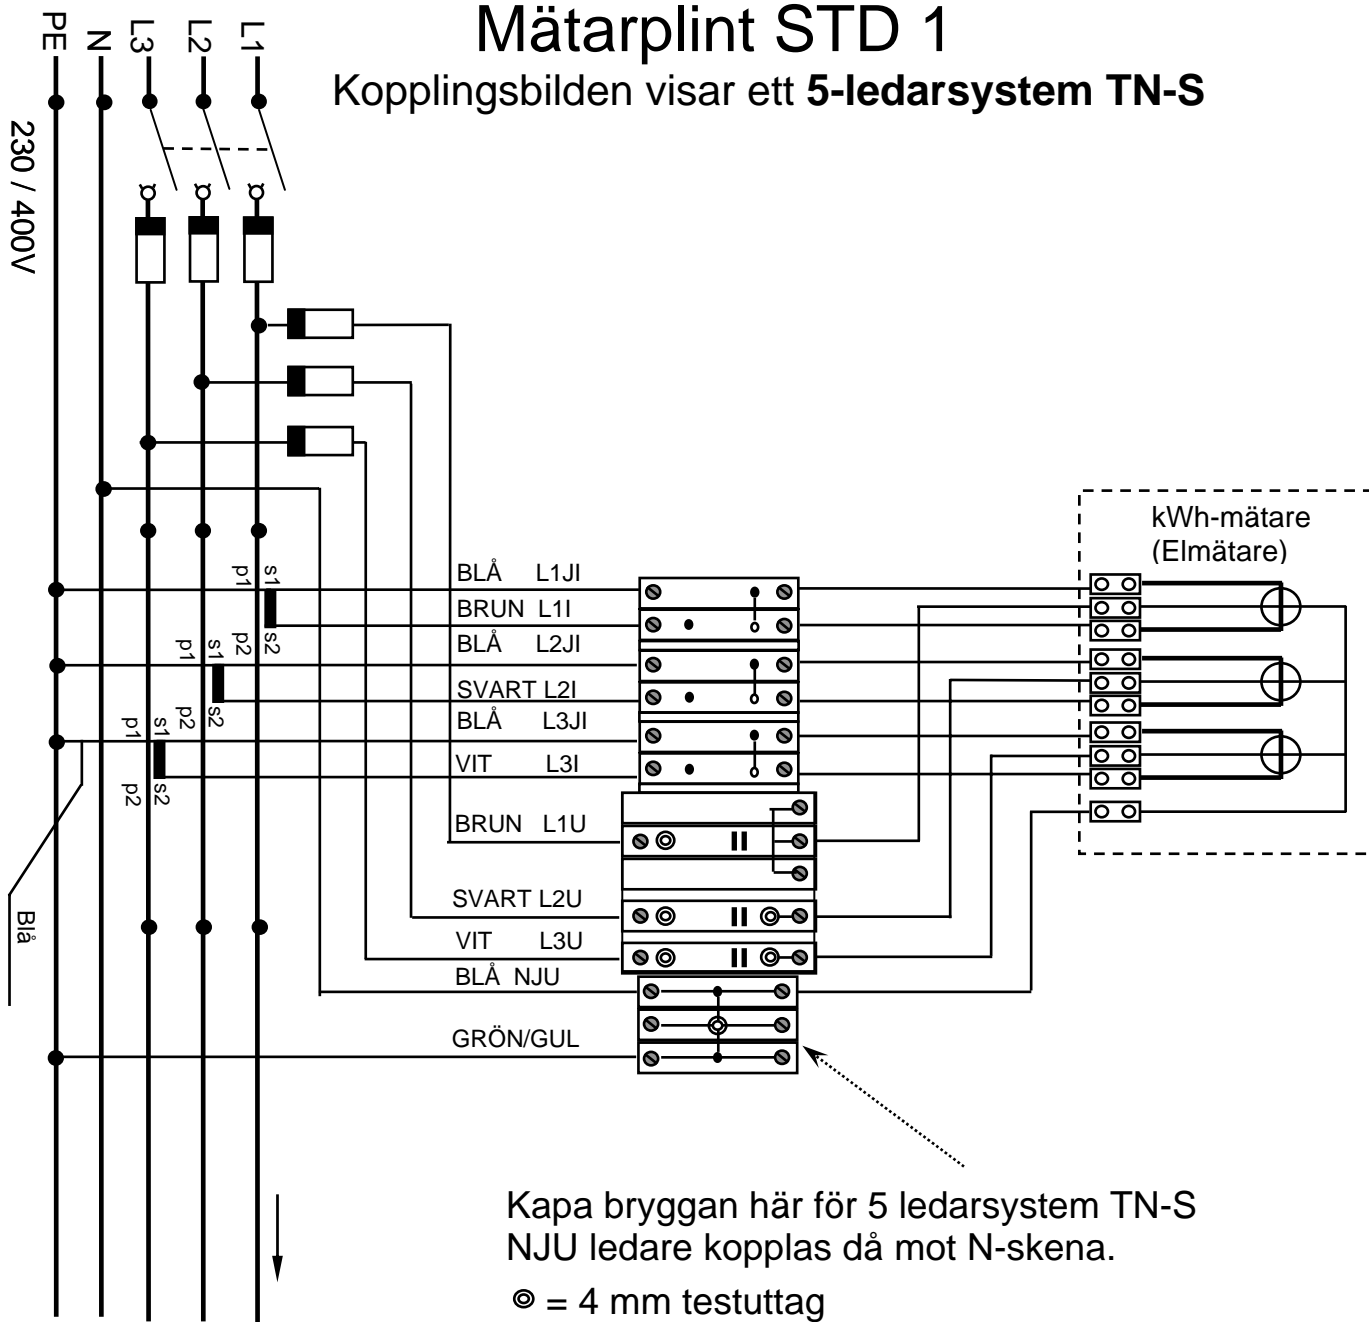 Mätarplint STD 1
Kopplingsbilden visar ett 5-ledarsystem TN-S
PE
N
L3
L2
L1
230 / 400V
kWh-mätare
(Elmätare)
p1
s1
p2
s2
p1
s1
p2
s2
p1
s1
p2
s2
BLÅ L1JI
BRUN L1I
BLÅ L2JI
SVART L2I
BLÅ L3JI
VIT L3I
BRUN L1U
SVART L2U
VIT L3U
BLÅ NJU
GRÖN/GUL
Blå
Kapa bryggan här för 5 ledarsystem TN-S
NJU ledare kopplas då mot N-skena.
= 4 mm testuttag